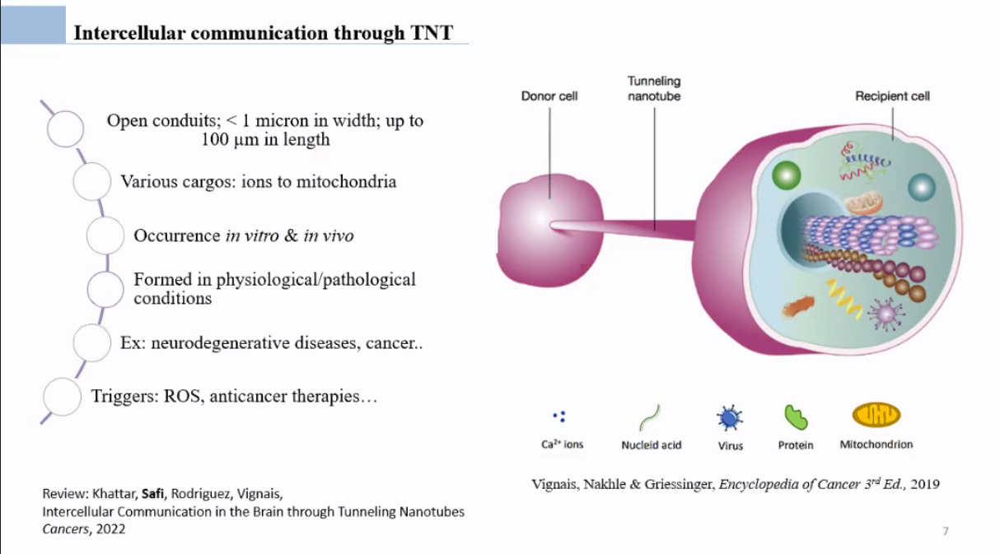 Intercellular communication through TNT
Open conduits; < 1 micron in width; up to
100 μm in length
Various cargos: ions to mitochondria
Occurrence in vitro & in vivo
Formed in physiological/pathological
conditions
Ex: neurodegenerative diseases, cancer..
Triggers: ROS, anticancer therapies…
Review: Khattar, Safi, Rodriguez, Vignais,
Intercellular Communication in the Brain through Tunneling Nanotubes
Cancers, 2022
Donor cell
Tunneling
nanotube
Recipient cell
Ca²⁺ ions
Nucleid acid
Virus
Protein
Mitochondrion
Vignais, Nakhle & Griessinger, Encyclopedia of Cancer 3rd Ed., 2019
7